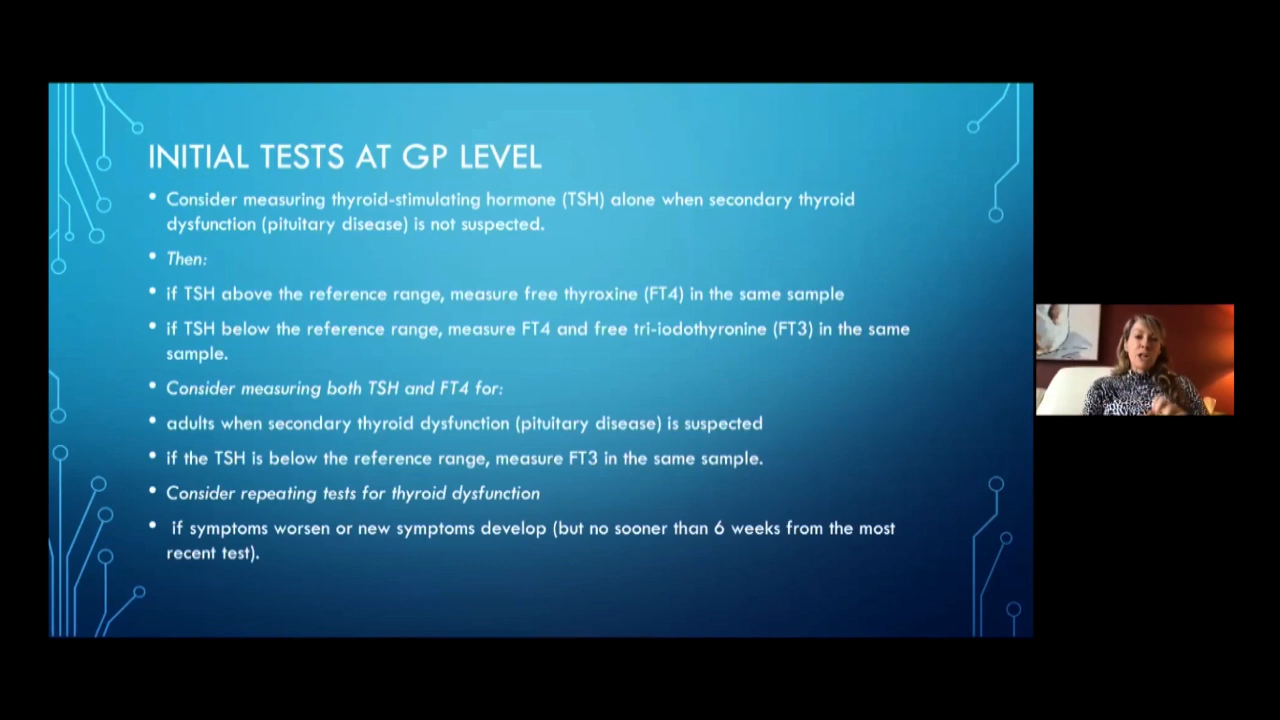 INITIAL TESTS AT GP LEVEL
• Consider measuring thyroid-stimulating hormone (TSH) alone when secondary thyroid
dysfunction (pituitary disease) is not suspected.
• Then:
• if TSH above the reference range, measure free thyroxine (FT4) in the same sample
• if TSH below the reference range, measure FT4 and free tri-iodothyronine (FT3) in the same
sample.
• Consider measuring both TSH and FT4 for:
• adults when secondary thyroid dysfunction (pituitary disease) is suspected
• if the TSH is below the reference range, measure FT3 in the same sample.
• Consider repeating tests for thyroid dysfunction
• if symptoms worsen or new symptoms develop (but no sooner than 6 weeks from the most
recent test).